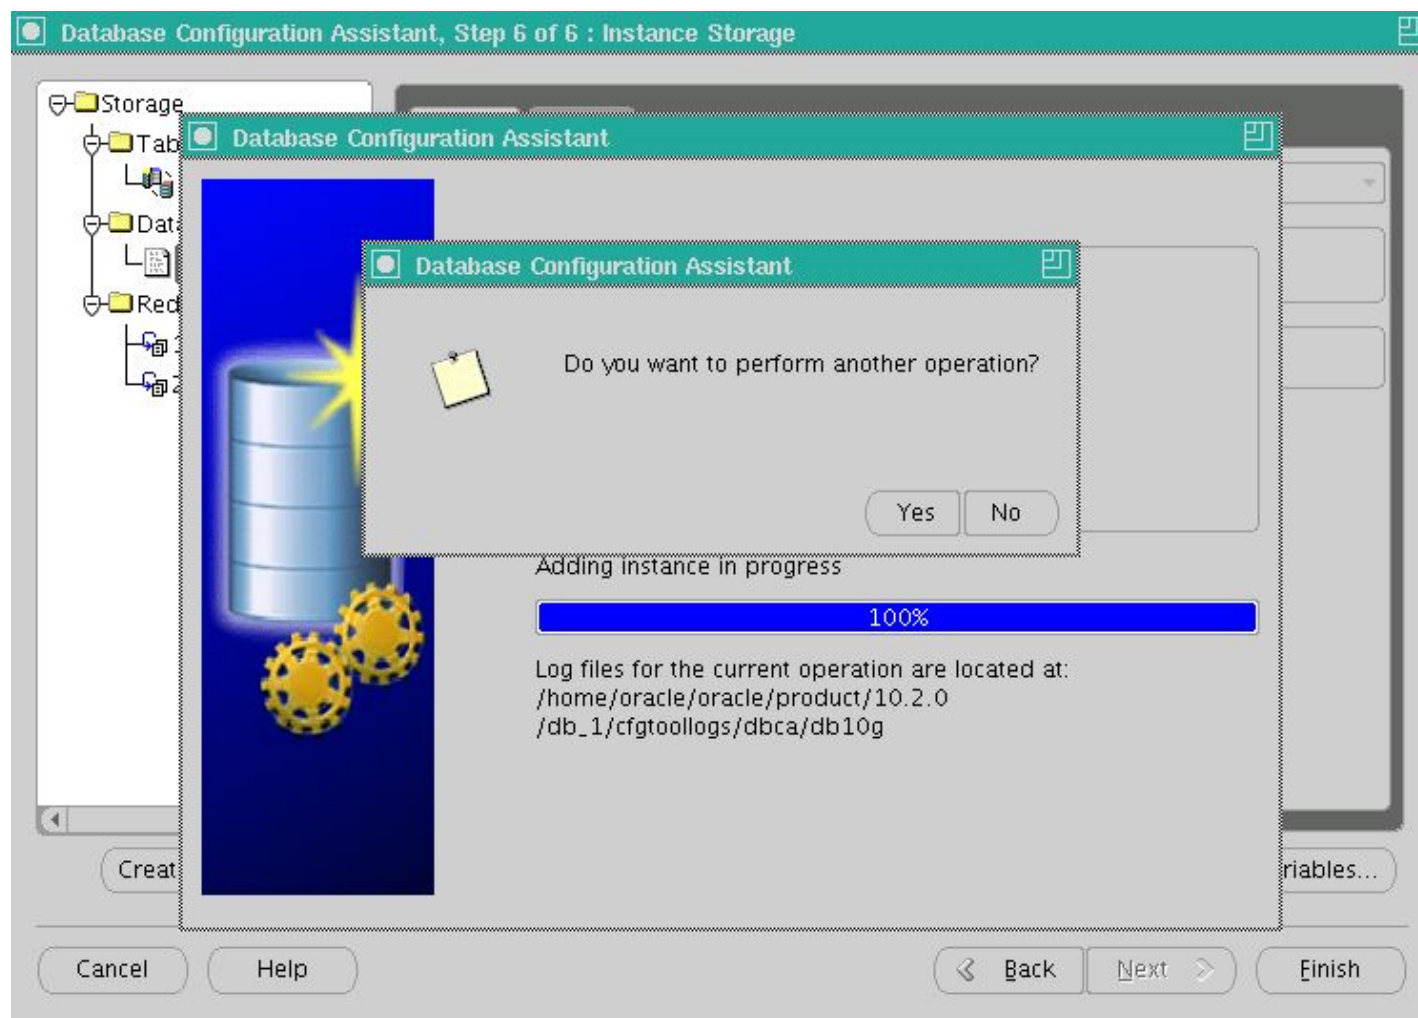 Database Configuration Assistant, Step 6 of 6 : Instance Storage
Storage
Database Configuration Assistant
Database Configuration Assistant
Do you want to perform another operation?
Yes
No
Adding instance in progress
100%
Log files for the current operation are located at:
/home/oracle/oracle/product/10.2.0
/db_1/cfgtoollogs/dbca/db10g
Cancel
Help
Back
Next
Finish